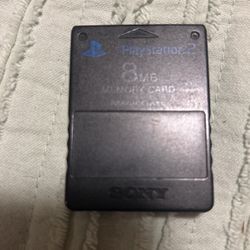 PlayStation 2
8MB
MEMORY CARD
SONY